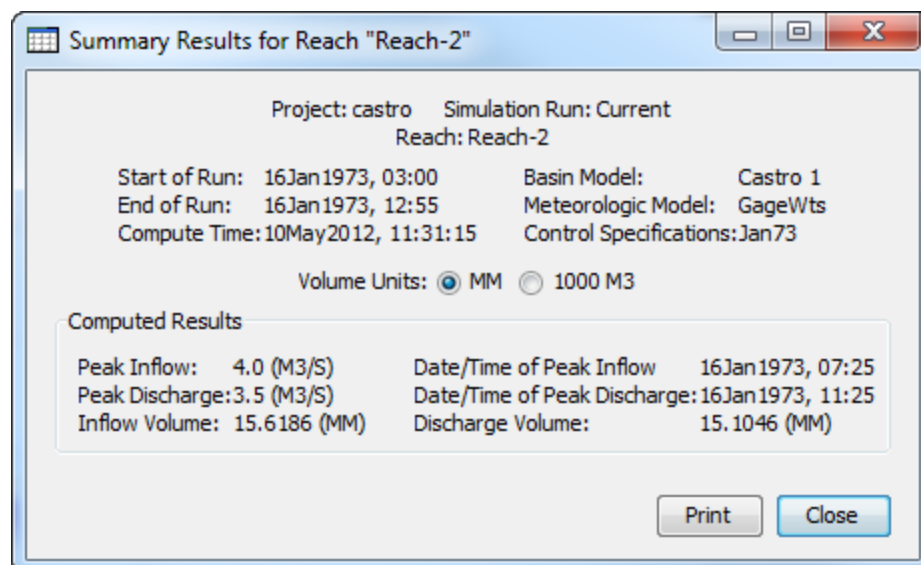 Summary Results for Reach "Reach-2"
Project: castro Simulation Run: Current
Reach: Reach-2
Start of Run: 16Jan1973, 03:00 Basin Model: Castro 1
End of Run: 16Jan1973, 12:55 Meteorologic Model: GageWts
Compute Time:10May2012, 11:31:15 Control Specifications:Jan73
Volume Units: MM 1000 M3
Computed Results
Peak Inflow: 4.0 (M3/S) Date/Time of Peak Inflow 16Jan1973, 07:25
Peak Discharge:3.5 (M3/S) Date/Time of Peak Discharge:16Jan1973, 11:25
Inflow Volume: 15.6186 (MM) Discharge Volume: 15.1046 (MM)
Print Close